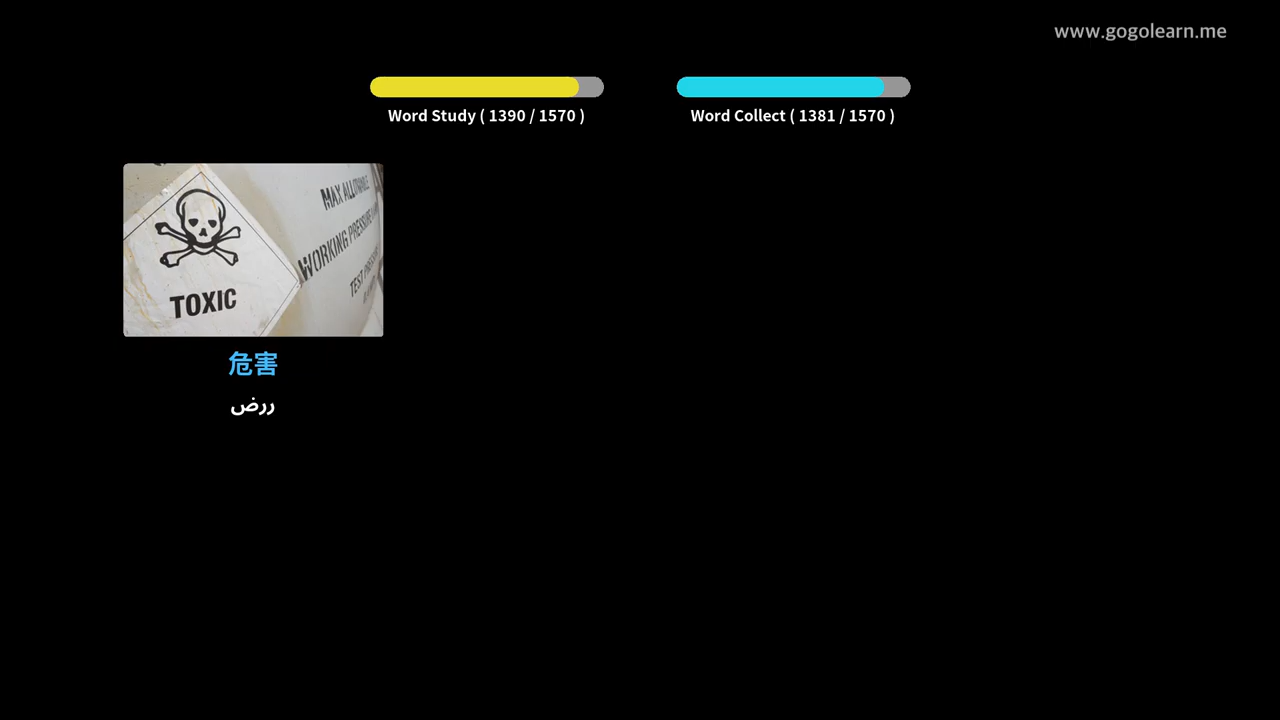 www.gogolearn.me
Word Study ( 1390 / 1570 )
Word Collect ( 1381 / 1570 )
MAX ALLOWABLE
WORKING PRESSURE
TEST
TOXIC
危害
ررض